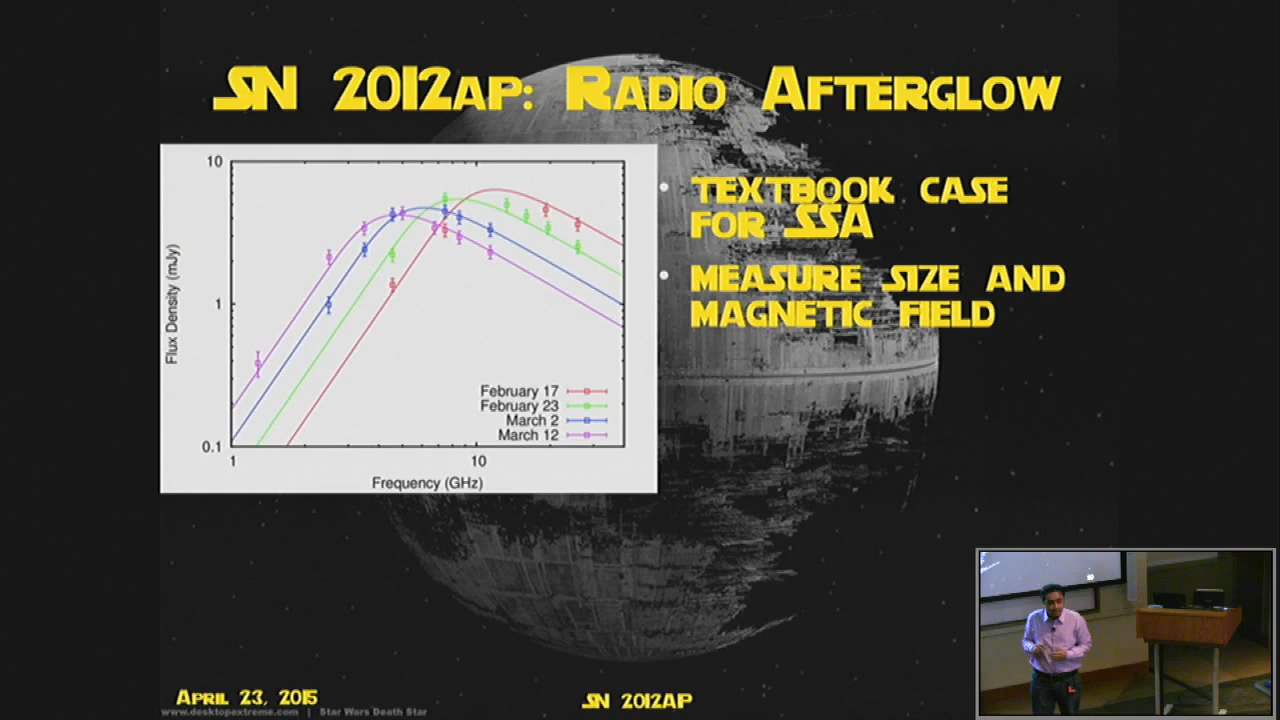 SN 2012AP: RADIO AFTERGLOW
10
1
0.1
Flux Density (mJy)
1
10
Frequency (GHz)
February 17
February 23
March 2
March 12
TEXTBOOK CASE
FOR SSA
MEASURE SIZE AND
MAGNETIC FIELD
APRIL 23, 2015
SN 2012AP
www.desktopextreme.com | Star Wars Death Star